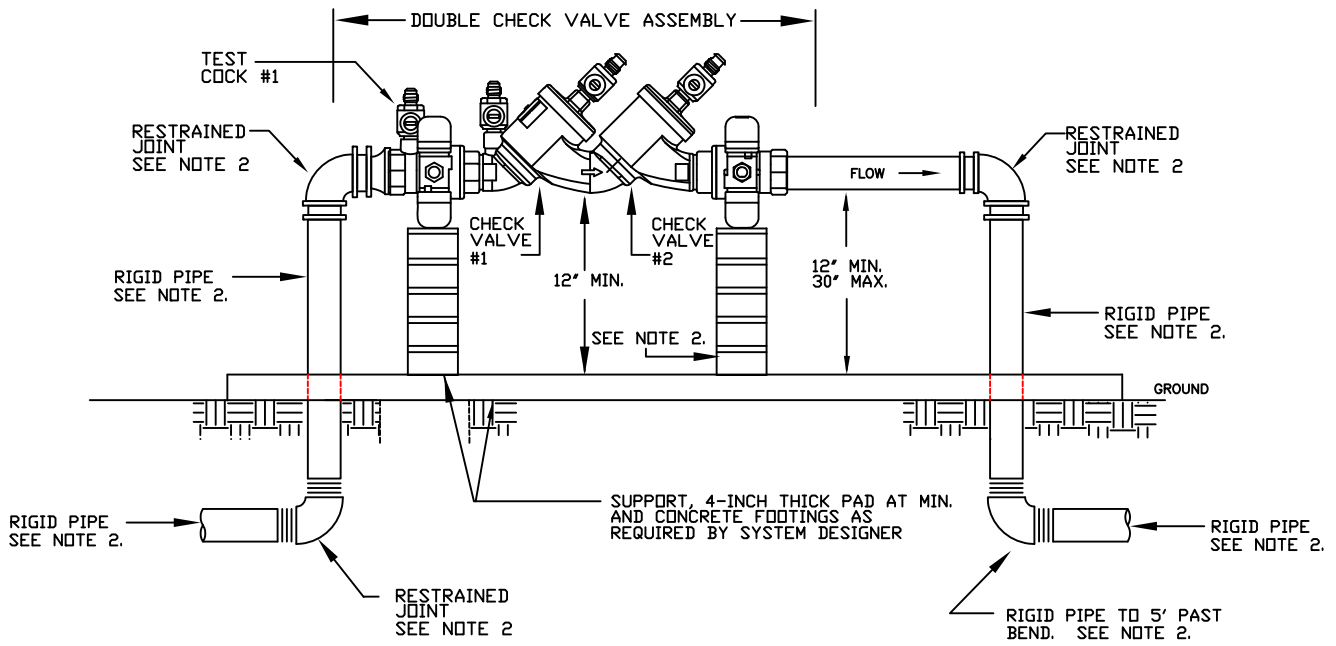 DOUBLE CHECK VALVE ASSEMBLY
TEST
COCK #1
RESTRAINED
JOINT
SEE NOTE 2
RESTRAINED
JOINT
SEE NOTE 2
FLOW
CHECK
VALVE
#1
CHECK
VALVE
#2
RIGID PIPE
SEE NOTE 2.
12" MIN.
12" MIN.
30" MAX.
RIGID PIPE
SEE NOTE 2.
SEE NOTE 2.
GROUND
SUPPORT, 4-INCH THICK PAD AT MIN.
AND CONCRETE FOOTINGS AS
REQUIRED BY SYSTEM DESIGNER
RIGID PIPE
SEE NOTE 2.
RIGID PIPE
SEE NOTE 2.
RESTRAINED
JOINT
SEE NOTE 2
RIGID PIPE TO 5' PAST
BEND. SEE NOTE 2.